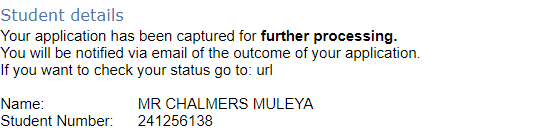 Student details
Your application has been captured for further processing.
You will be notified via email of the outcome of your application.
If you want to check your status go to: url
Name: MR CHALMERS MULEYA
Student Number: 241256138